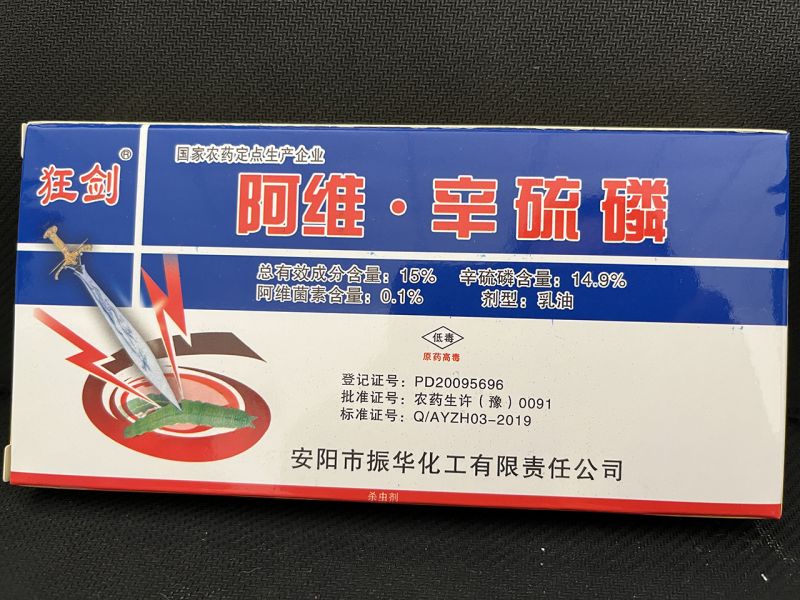 狂剑®
国家农药定点生产企业
阿维·辛硫磷
总有效成分含量：15% 辛硫磷含量：14.9%
阿维菌素含量：0.1% 剂型：乳油
低毒
原药高毒
登记证号：PD20095696
批准证号：农药生许（豫）0091
标准证号：Q/AYZH03-2019
安阳市振华化工有限责任公司
杀虫剂